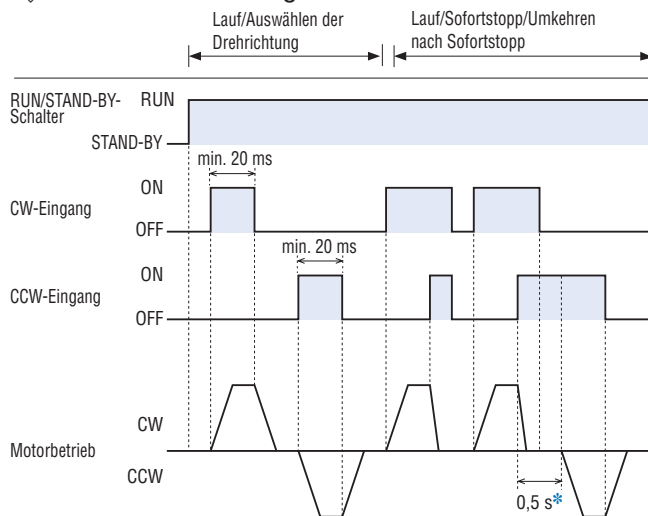 Lauf/Auswählen der
Drehrichtung
Lauf/Sofortstopp/Umkehren
nach Sofortstopp
RUN/STAND-BY-
Schalter
RUN
STAND-BY
min. 20 ms
CW-Eingang
ON
OFF
min. 20 ms
CCW-Eingang
ON
OFF
Motorbetrieb
CW
CCW
0,5 s*